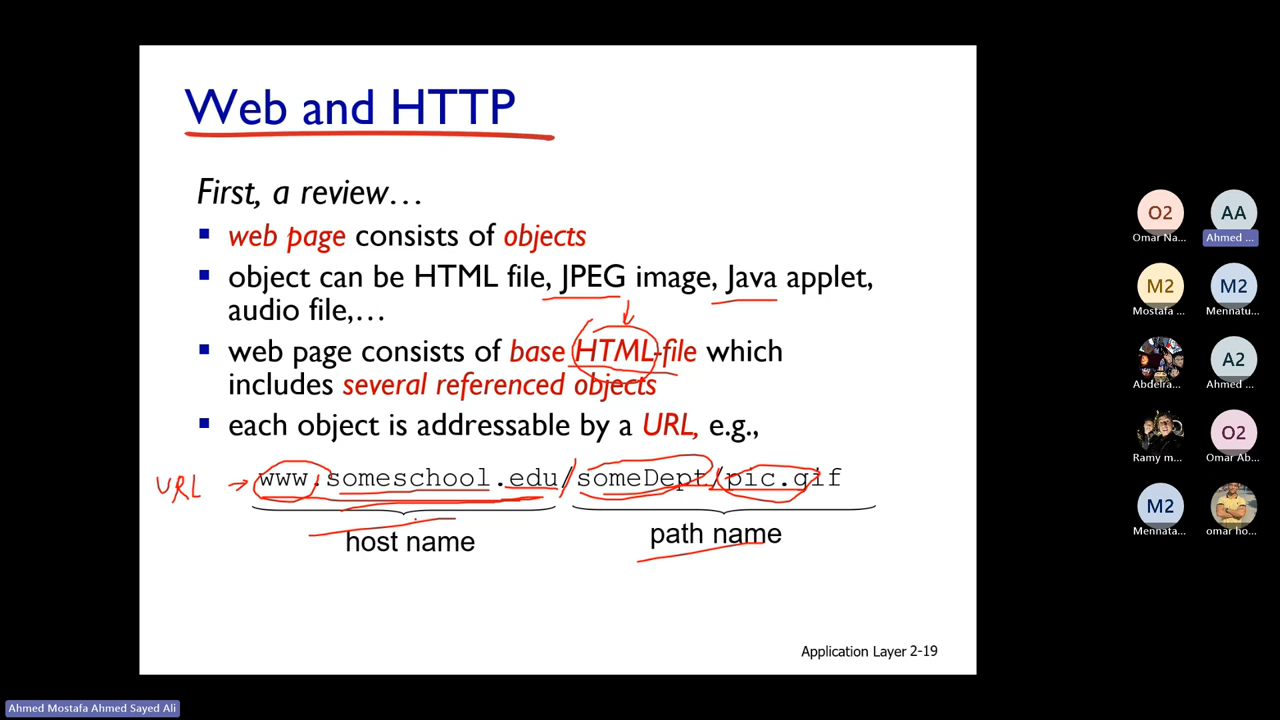 Web and HTTP
First, a review…
web page consists of objects
object can be HTML file, JPEG image, Java applet,
audio file,…
web page consists of base HTML-file which
includes several referenced objects
each object is addressable by a URL, e.g.,
URL → www.someschool.edu/someDept/pic.gif
host name
path name
Application Layer 2-19
O2
AA
Omar Na...
Ahmed ...
M2
M2
Mostafa ...
Mennatu...
A2
Abdelra...
Ahmed ...
O2
Ramy m...
Omar Ab...
M2
Mennata...
omar ho...
Ahmed Mostafa Ahmed Sayed Ali